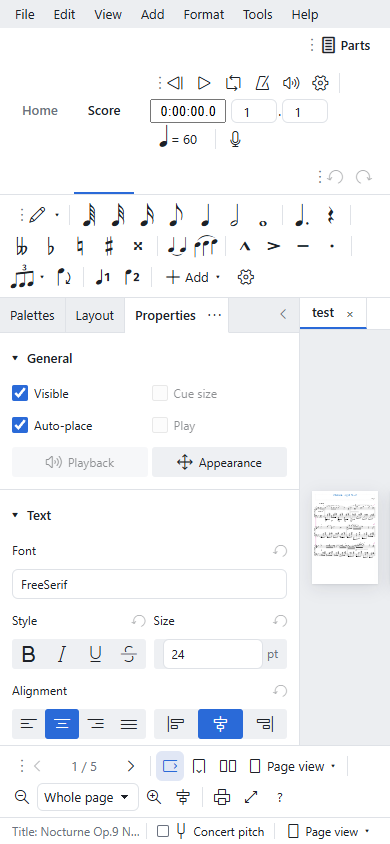 File Edit View Add Format Tools Help
Parts
Home Score 0:00:00.0 1 . 1
= 60
3 1 2 Add
Palettes Layout Properties ··· test ×
General
Visible Cue size
Auto-place Play
Playback Appearance
Text
Font
FreeSerif
Style Size
B I U S 24 pt
Alignment
1 / 5 Page view
Whole page ?
Title: Nocturne Op.9 N... Concert pitch Page view